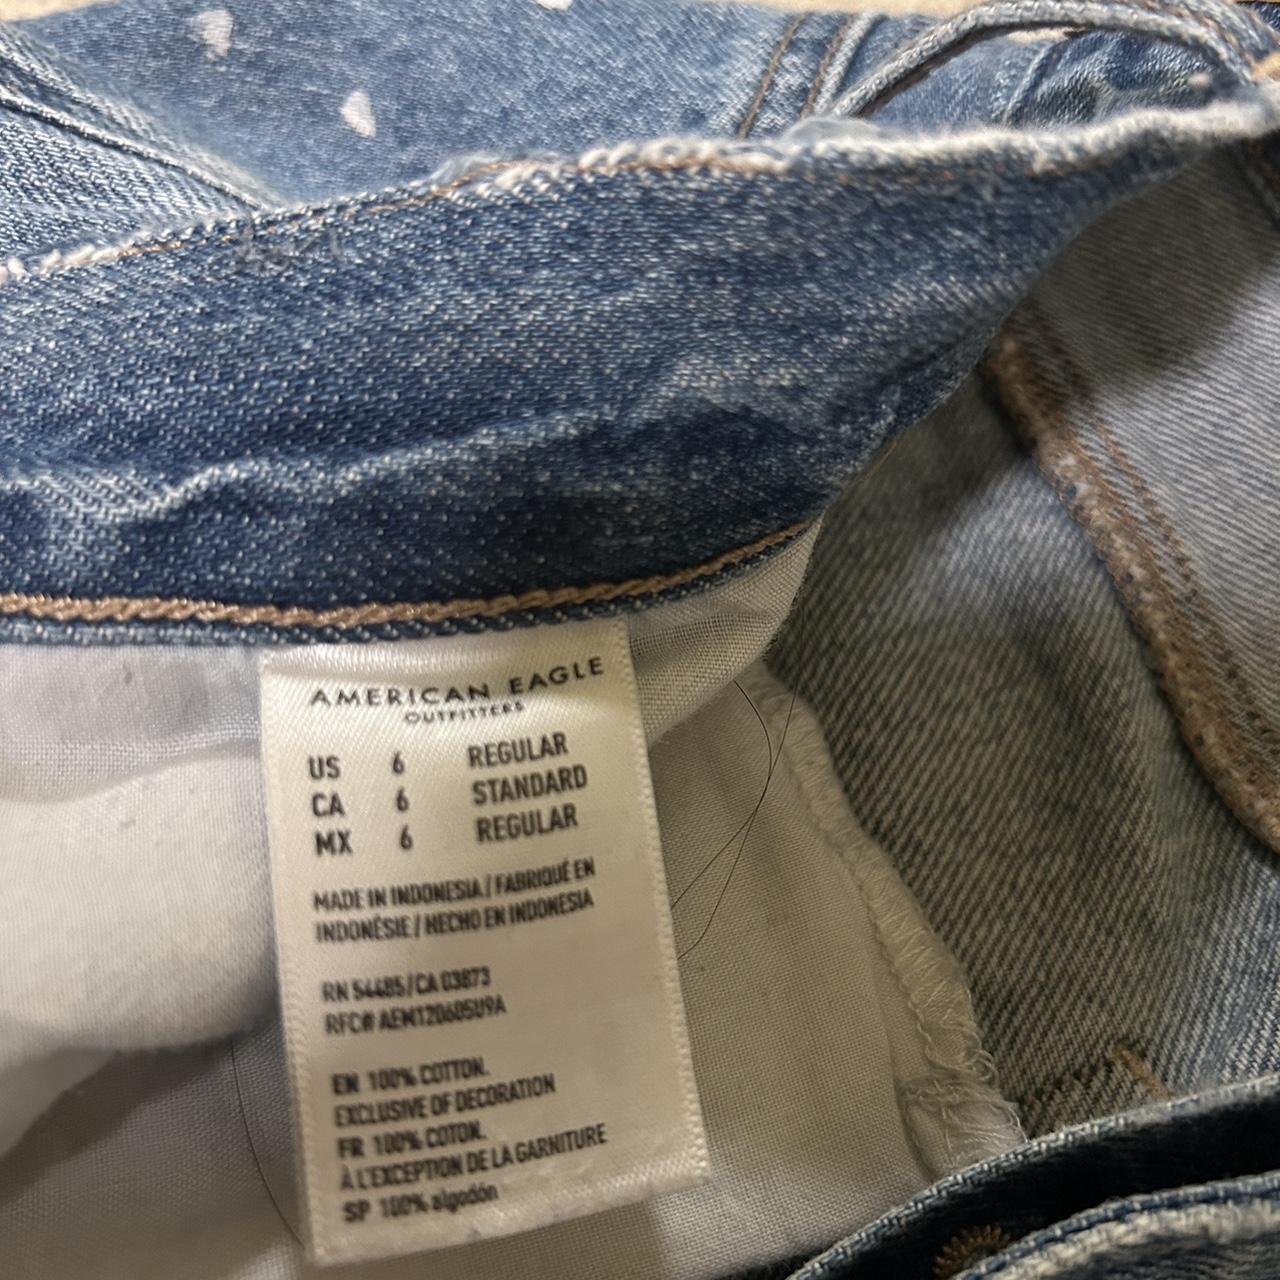 AMERICAN EAGLE
OUTFITTERS
US 6 REGULAR
CA 6 STANDARD
MX 6 REGULAR
MADE IN INDONESIA / FABRIQUÉ EN
INDONÉSIE / HECHO EN INDONESIA
RN 54485/CA 03873
RFC# AEM120605U9A
EN 100% COTTON.
EXCLUSIVE OF DECORATION
FR 100% COTON.
À L'EXCEPTION DE LA GARNITURE
SP 100% algodón